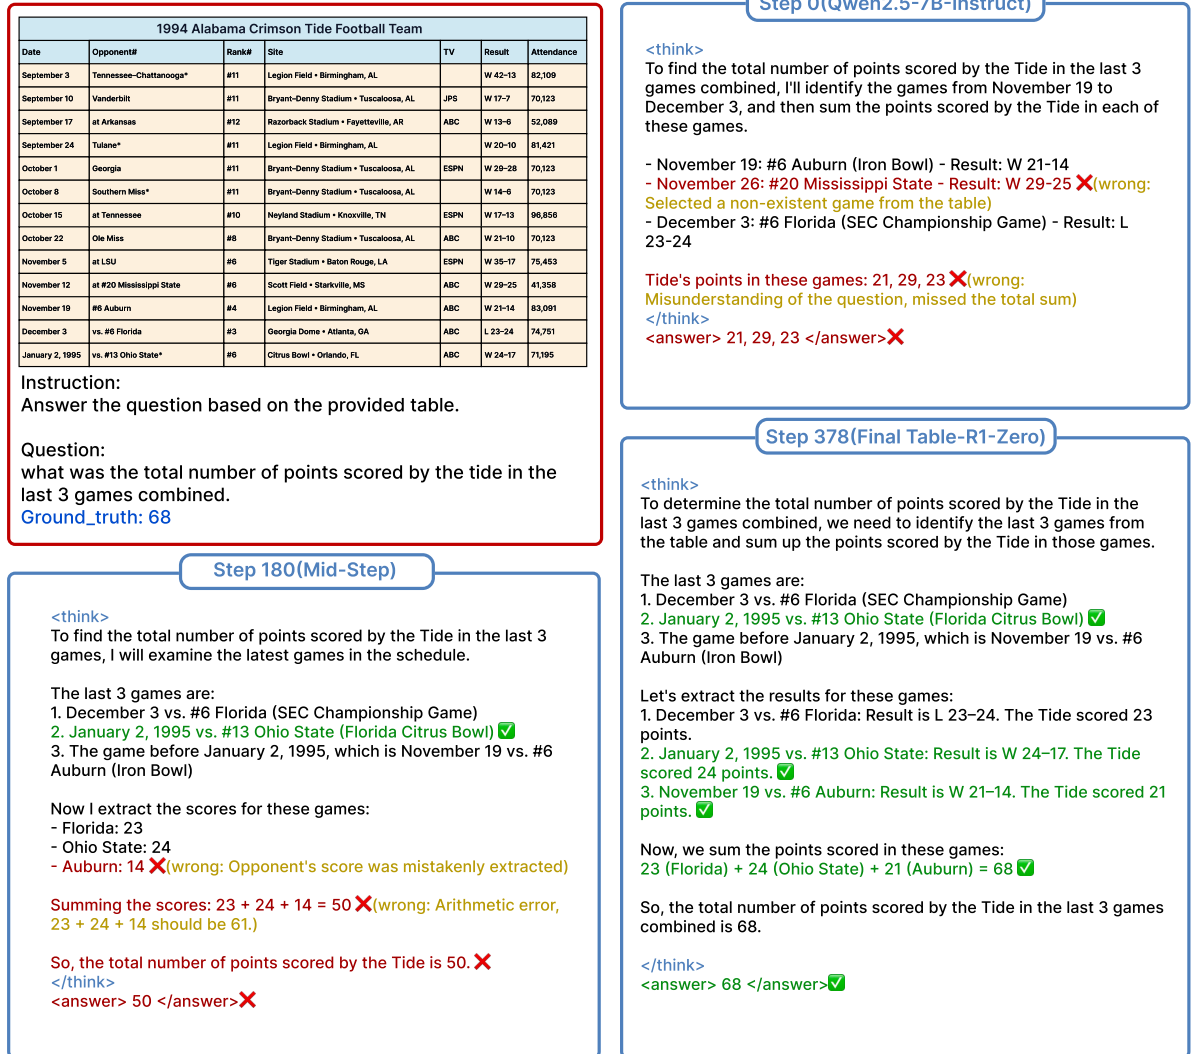 1994 Alabama Crimson Tide Football Team
Date Opponent# Rank# Site TV Result Attendance
September 3 Tennessee–Chattanooga* #11 Legion Field • Birmingham, AL W 42–13 82,109
September 10 Vanderbilt #11 Bryant–Denny Stadium • Tuscaloosa, AL JPS W 17–7 70,123
September 17 at Arkansas #12 Razorback Stadium • Fayetteville, AR ABC W 13–6 52,089
September 24 Tulane* #11 Legion Field • Birmingham, AL W 20–10 81,421
October 1 Georgia #11 Bryant–Denny Stadium • Tuscaloosa, AL ESPN W 29–28 70,123
October 8 Southern Miss* #11 Bryant–Denny Stadium • Tuscaloosa, AL W 14–6 70,123
October 15 at Tennessee #10 Neyland Stadium • Knoxville, TN ESPN W 17–13 96,856
October 22 Ole Miss #8 Bryant–Denny Stadium • Tuscaloosa, AL ABC W 21–10 70,123
November 5 at LSU #6 Tiger Stadium • Baton Rouge, LA ESPN W 35–17 75,453
November 12 at #20 Mississippi State #6 Scott Field • Starkville, MS ABC W 29–25 41,358
November 19 #6 Auburn #4 Legion Field • Birmingham, AL ABC W 21–14 83,091
December 3 vs. #6 Florida #3 Georgia Dome • Atlanta, GA ABC L 23–24 74,751
January 2, 1995 vs. #13 Ohio State* #6 Citrus Bowl • Orlando, FL ABC W 24–17 71,195
Instruction:
Answer the question based on the provided table.
Question:
what was the total number of points scored by the tide in the
last 3 games combined.
Ground_truth: 68
Step 0(Qwen2.5-7B-Instruct)
<think>
To find the total number of points scored by the Tide in the last 3
games combined, I'll identify the games from November 19 to
December 3, and then sum the points scored by the Tide in each of
these games.
- November 19: #6 Auburn (Iron Bowl) - Result: W 21-14
- November 26: #20 Mississippi State - Result: W 29-25 ❌(wrong:
Selected a non-existent game from the table)
- December 3: #6 Florida (SEC Championship Game) - Result: L
23-24
Tide's points in these games: 21, 29, 23 ❌(wrong:
Misunderstanding of the question, missed the total sum)
</think>
<answer> 21, 29, 23 </answer>❌
Step 180(Mid-Step)
<think>
To find the total number of points scored by the Tide in the last 3
games, I will examine the latest games in the schedule.
The last 3 games are:
1. December 3 vs. #6 Florida (SEC Championship Game)
2. January 2, 1995 vs. #13 Ohio State (Florida Citrus Bowl) ✅
3. The game before January 2, 1995, which is November 19 vs. #6
Auburn (Iron Bowl)
Now I extract the scores for these games:
- Florida: 23
- Ohio State: 24
- Auburn: 14 ❌(wrong: Opponent's score was mistakenly extracted)
Summing the scores: 23 + 24 + 14 = 50 ❌(wrong: Arithmetic error,
23 + 24 + 14 should be 61.)
So, the total number of points scored by the Tide is 50. ❌
</think>
<answer> 50 </answer>❌
Step 378(Final Table-R1-Zero)
<think>
To determine the total number of points scored by the Tide in the
last 3 games combined, we need to identify the last 3 games from
the table and sum up the points scored by the Tide in those games.
The last 3 games are:
1. December 3 vs. #6 Florida (SEC Championship Game)
2. January 2, 1995 vs. #13 Ohio State (Florida Citrus Bowl) ✅
3. The game before January 2, 1995, which is November 19 vs. #6
Auburn (Iron Bowl)
Let's extract the results for these games:
1. December 3 vs. #6 Florida: Result is L 23–24. The Tide scored 23
points.
2. January 2, 1995 vs. #13 Ohio State: Result is W 24–17. The Tide
scored 24 points. ✅
3. November 19 vs. #6 Auburn: Result is W 21–14. The Tide scored 21
points. ✅
Now, we sum the points scored in these games:
23 (Florida) + 24 (Ohio State) + 21 (Auburn) = 68 ✅
So, the total number of points scored by the Tide in the last 3 games
combined is 68.
</think>
<answer> 68 </answer>✅